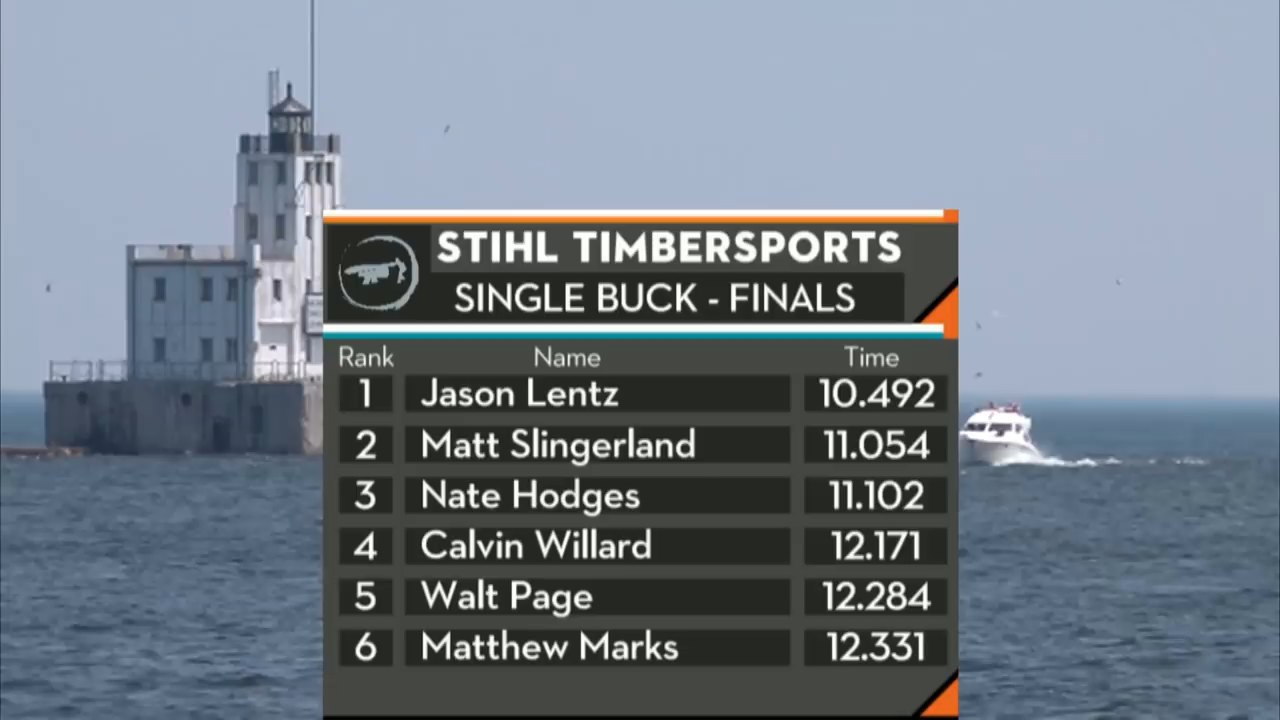 STIHL TIMBERSPORTS
SINGLE BUCK - FINALS
Rank Name Time
1 Jason Lentz 10.492
2 Matt Slingerland 11.054
3 Nate Hodges 11.102
4 Calvin Willard 12.171
5 Walt Page 12.284
6 Matthew Marks 12.331